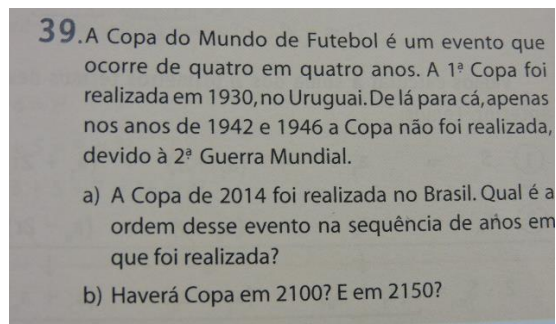 39.A Copa do Mundo de Futebol é um evento que
ocorre de quatro em quatro anos. A 1ª Copa foi
realizada em 1930, no Uruguai. De lá para cá, apenas
nos anos de 1942 e 1946 a Copa não foi realizada,
devido à 2ª Guerra Mundial.
a) A Copa de 2014 foi realizada no Brasil. Qual é a
ordem desse evento na sequência de anos em
que foi realizada?
b) Haverá Copa em 2100? E em 2150?